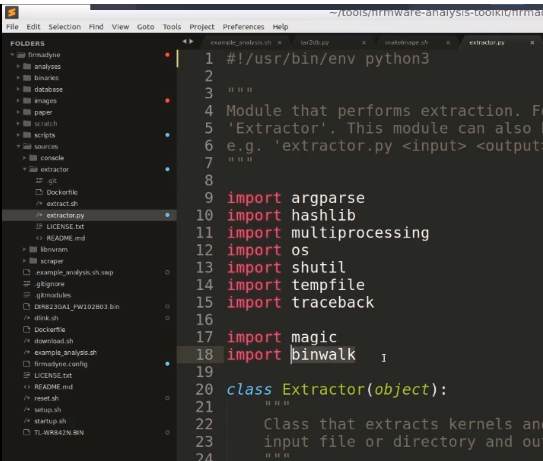 ~/tools/firmware-analysis-toolkit/firma
File Edit Selection Find View Goto Tools Project Preferences Help
FOLDERS
firmadyne
analyses
binaries
database
images
paper
scratch
scripts
sources
console
extractor
.git
Dockerfile
extract.sh
extractor.py
LICENSE.txt
README.md
libnvram
scraper
.example_analysis.sh.swp
.gitignore
.gitmodules
DIR823GA1_FW102B03.bin
dlink.sh
Dockerfile
download.sh
example_analysis.sh
firmadyne.config
LICENSE.txt
README.md
reset.sh
setup.sh
startup.sh
TL-WR842N.BIN
example_analysis.sh × tar2db.py × makeImage.sh × extractor.py ×
1 #!/usr/bin/env python3
2
3 """
4 Module that performs extraction. F
5 'Extractor'. This module can also
6 e.g. 'extractor.py <input> <output
7 """
8
9 import argparse
10 import hashlib
11 import multiprocessing
12 import os
13 import shutil
14 import tempfile
15 import traceback
16
17 import magic
18 import binwalk
19
20 class Extractor(object):
21 """
22 Class that extracts kernels an
23 input file or directory and ou
24 """